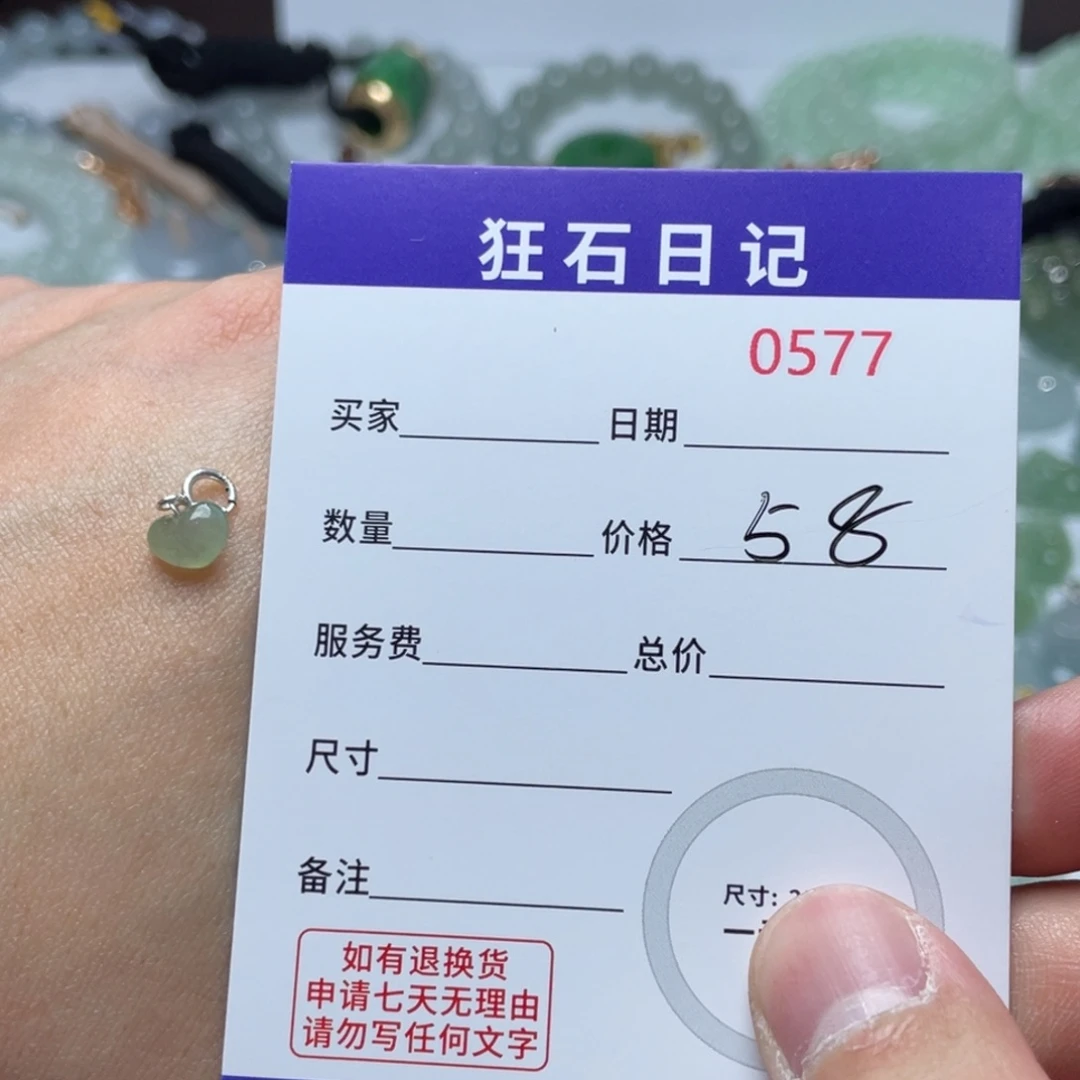 狂石日记
0577
买家 日期
数量 价格 58
服务费 总价
尺寸
备注
尺寸:
如有退换货
申请七天无理由
请勿写任何文字